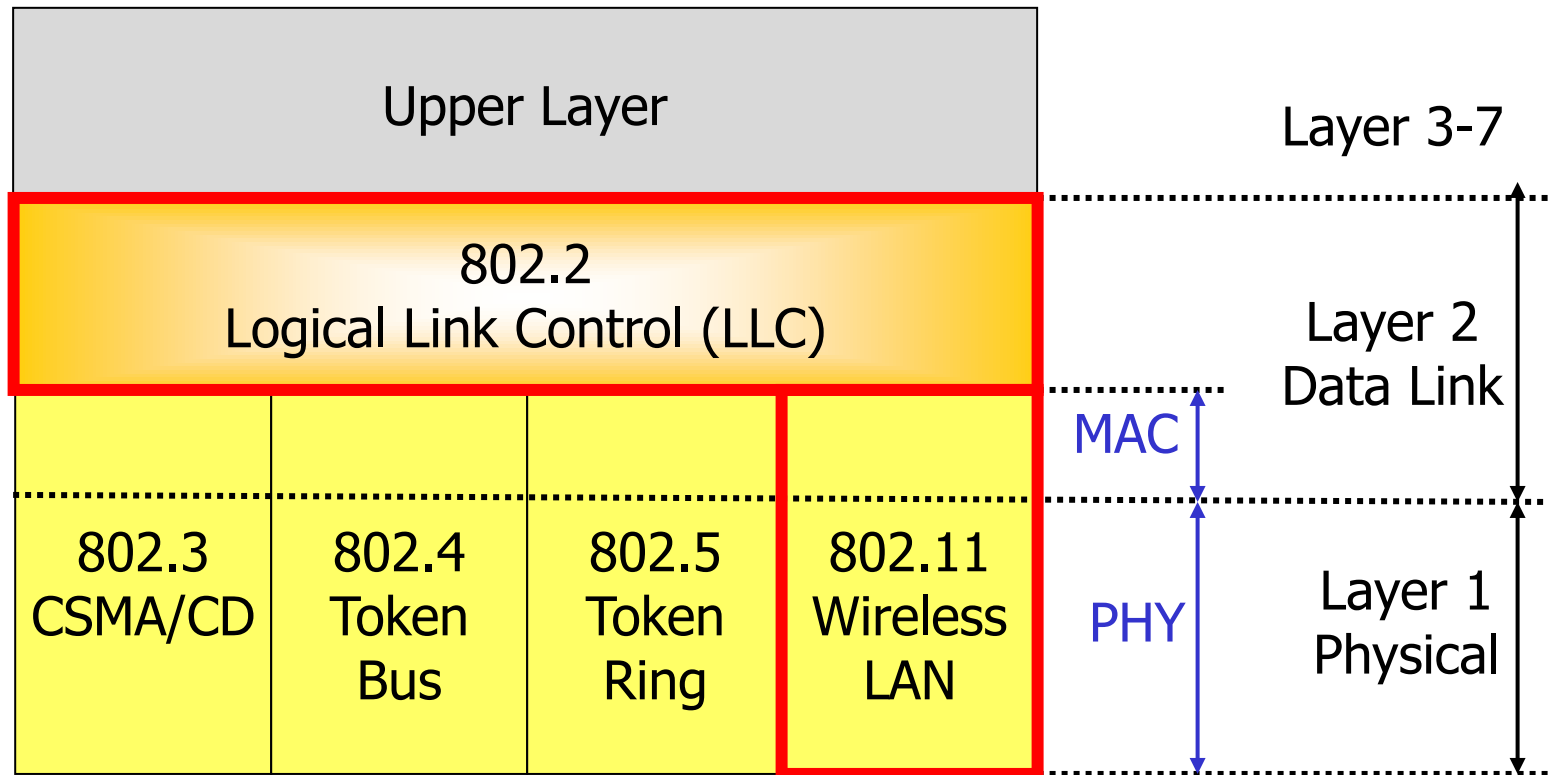 Upper Layer
Layer 3-7
802.2
Logical Link Control (LLC)
Layer 2
Data Link
MAC
802.3
CSMA/CD
802.4
Token
Bus
802.5
Token
Ring
802.11
Wireless
LAN
PHY
Layer 1
Physical